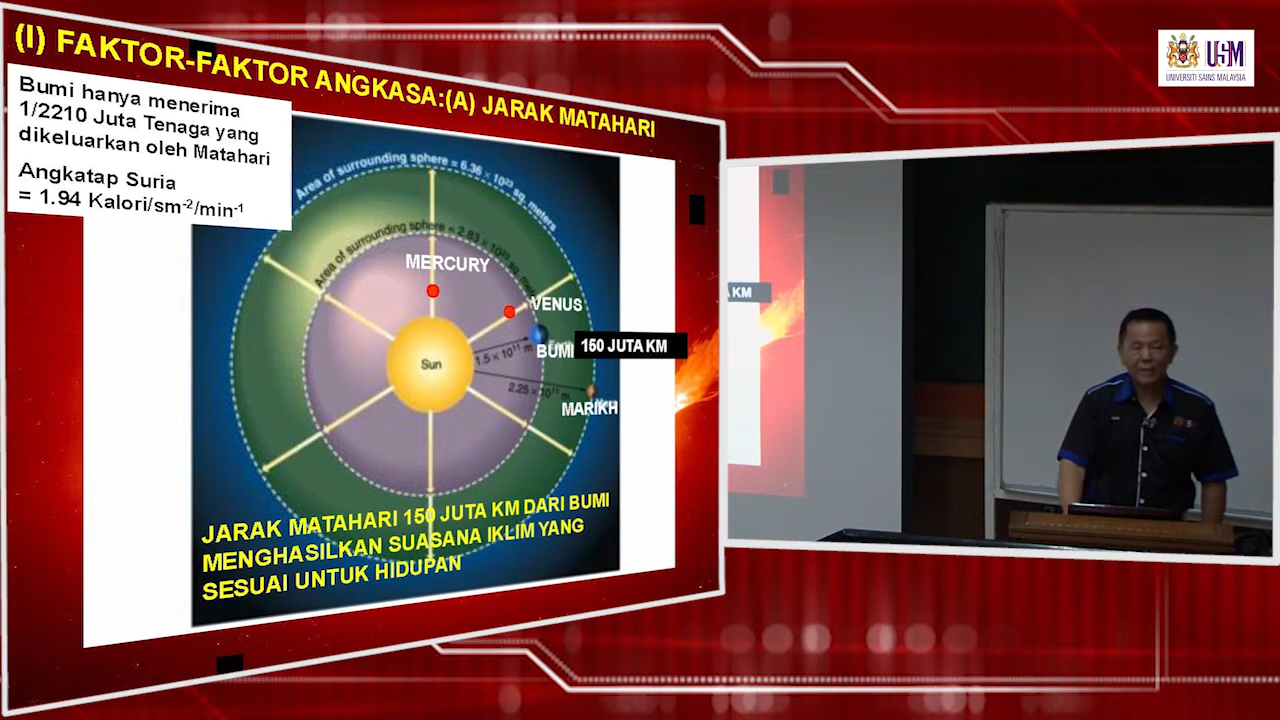 (I) FAKTOR-FAKTOR ANGKASA:(A) JARAK MATAHARI
Bumi hanya menerima
1/2210 Juta Tenaga yang
dikeluarkan oleh Matahari
Angkatap Suria
= 1.94 Kalori/sm-2/min-1
Area of surrounding sphere = 6.36 × 10²³ sq. meters
Area of surrounding sphere = 2.83 × 10²³ sq. me
MERCURY
VENUS
Sun
1.5 × 10¹¹ m
BUMI
150 JUTA KM
2.25 × 10¹¹ m
MARIKH
JARAK MATAHARI 150 JUTA KM DARI BUMI
MENGHASILKAN SUASANA IKLIM YANG
SESUAI UNTUK HIDUPAN
USM
UNIVERSITI SAINS MALAYSIA
KM